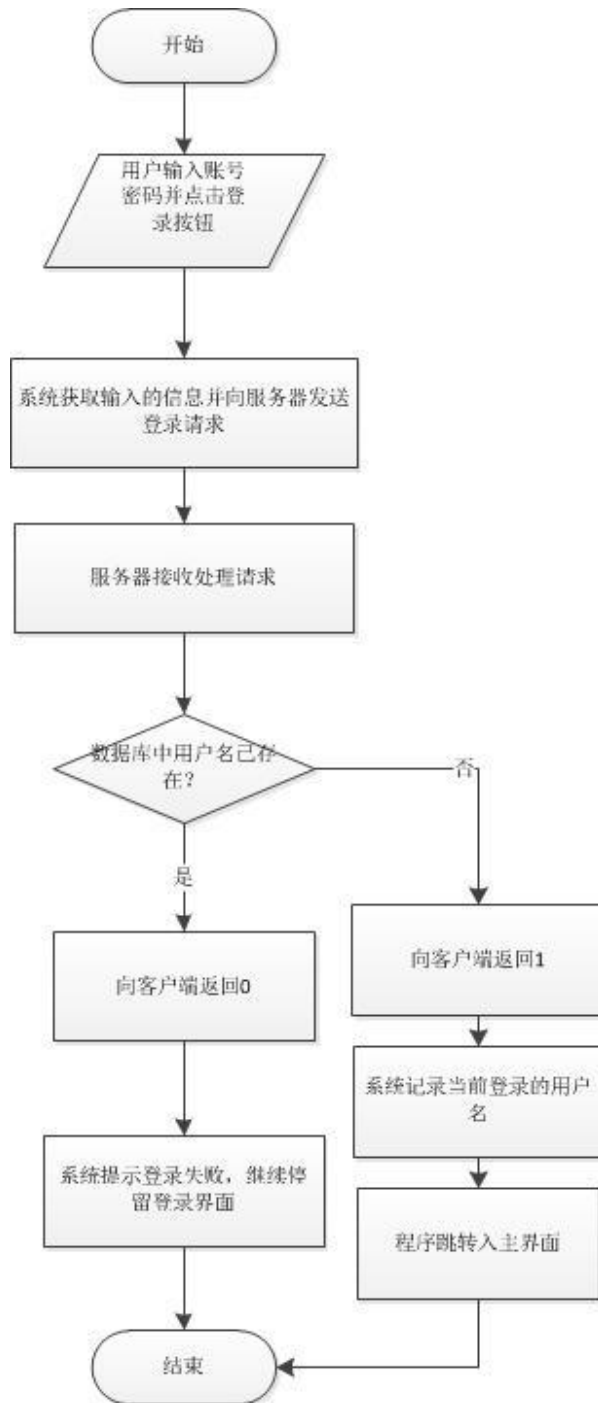 开始
用户输入账号
密码并点击登
录按钮
系统获取输入的信息并向服务器发送
登录请求
服务器接收处理请求
数据库中用户名已存
在？
否
是
向客户端返回0
向客户端返回1
系统记录当前登录的用户
名
系统提示登录失败，继续停
留登录界面
程序跳转入主界面
结束